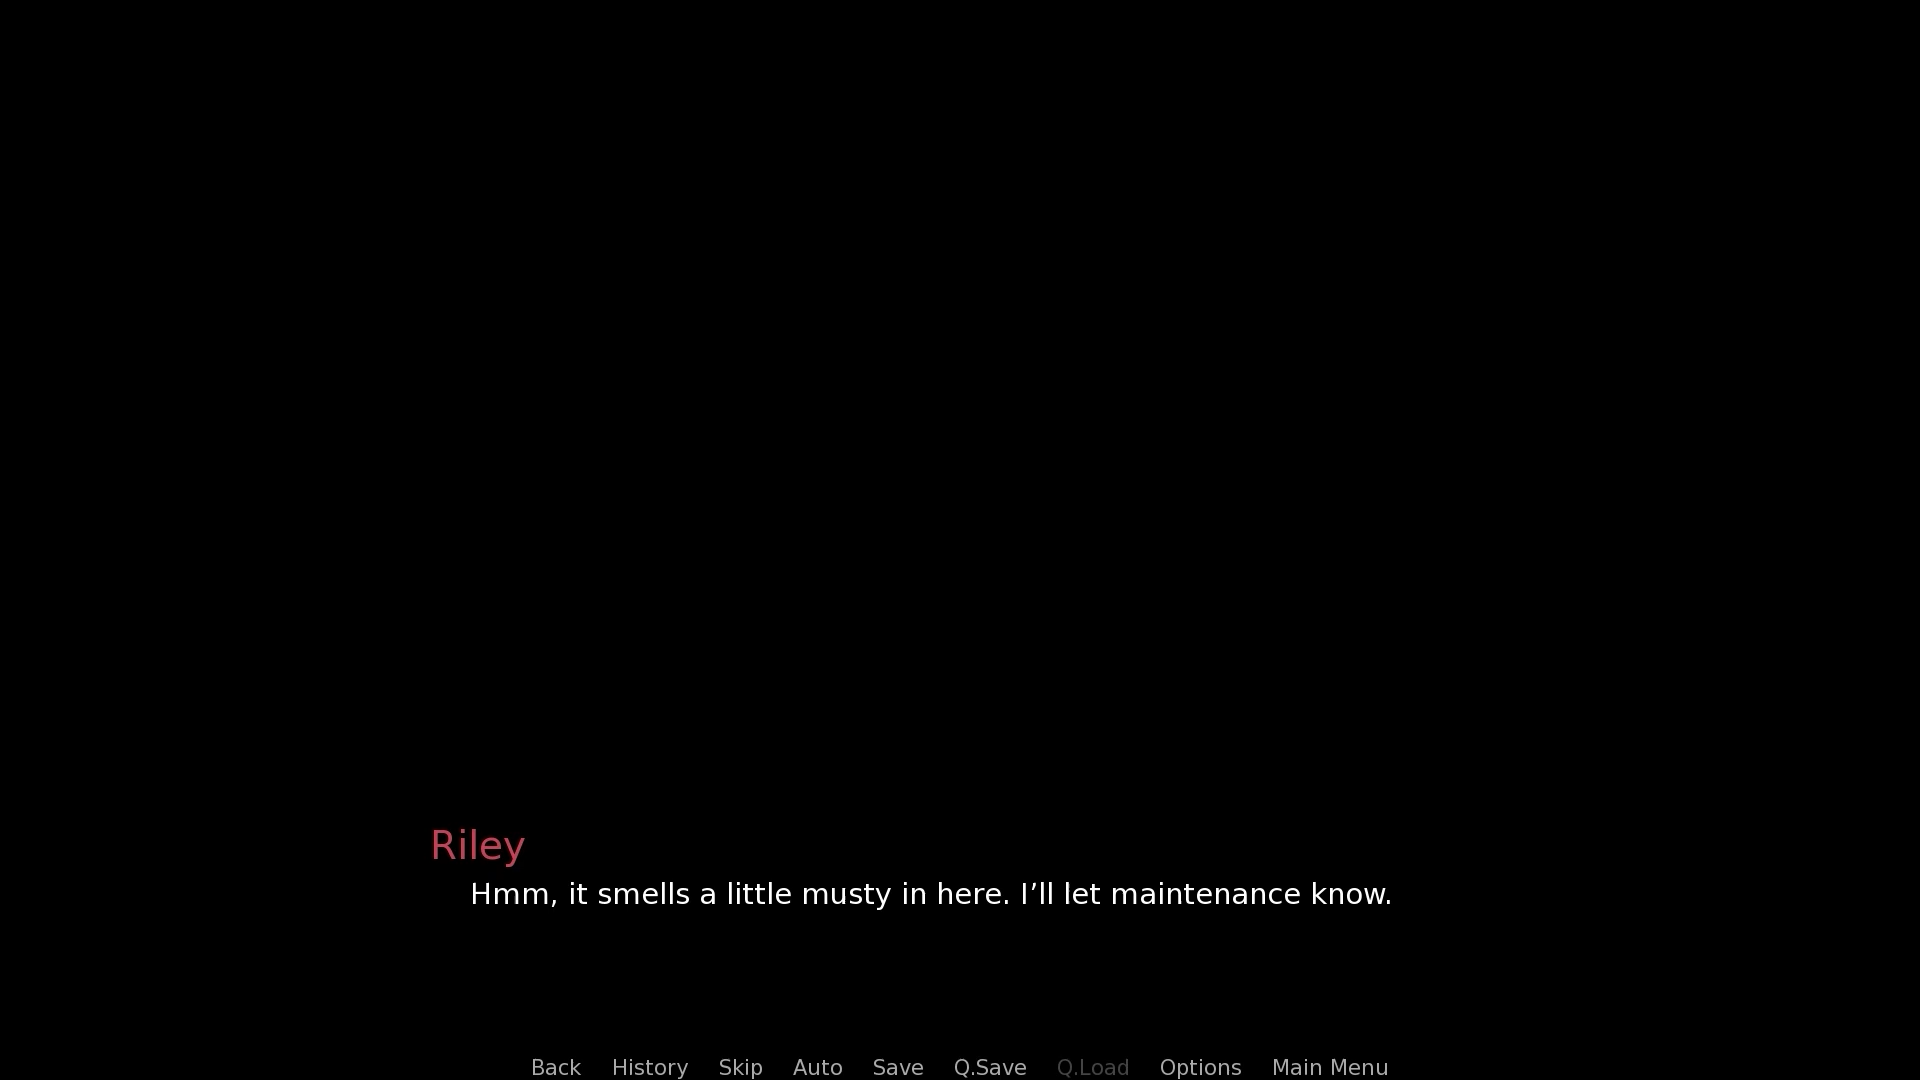 Riley
Hmm, it smells a little musty in here. I’ll let maintenance know.
Back History Skip Auto Save Q.Save Q.Load Options Main Menu